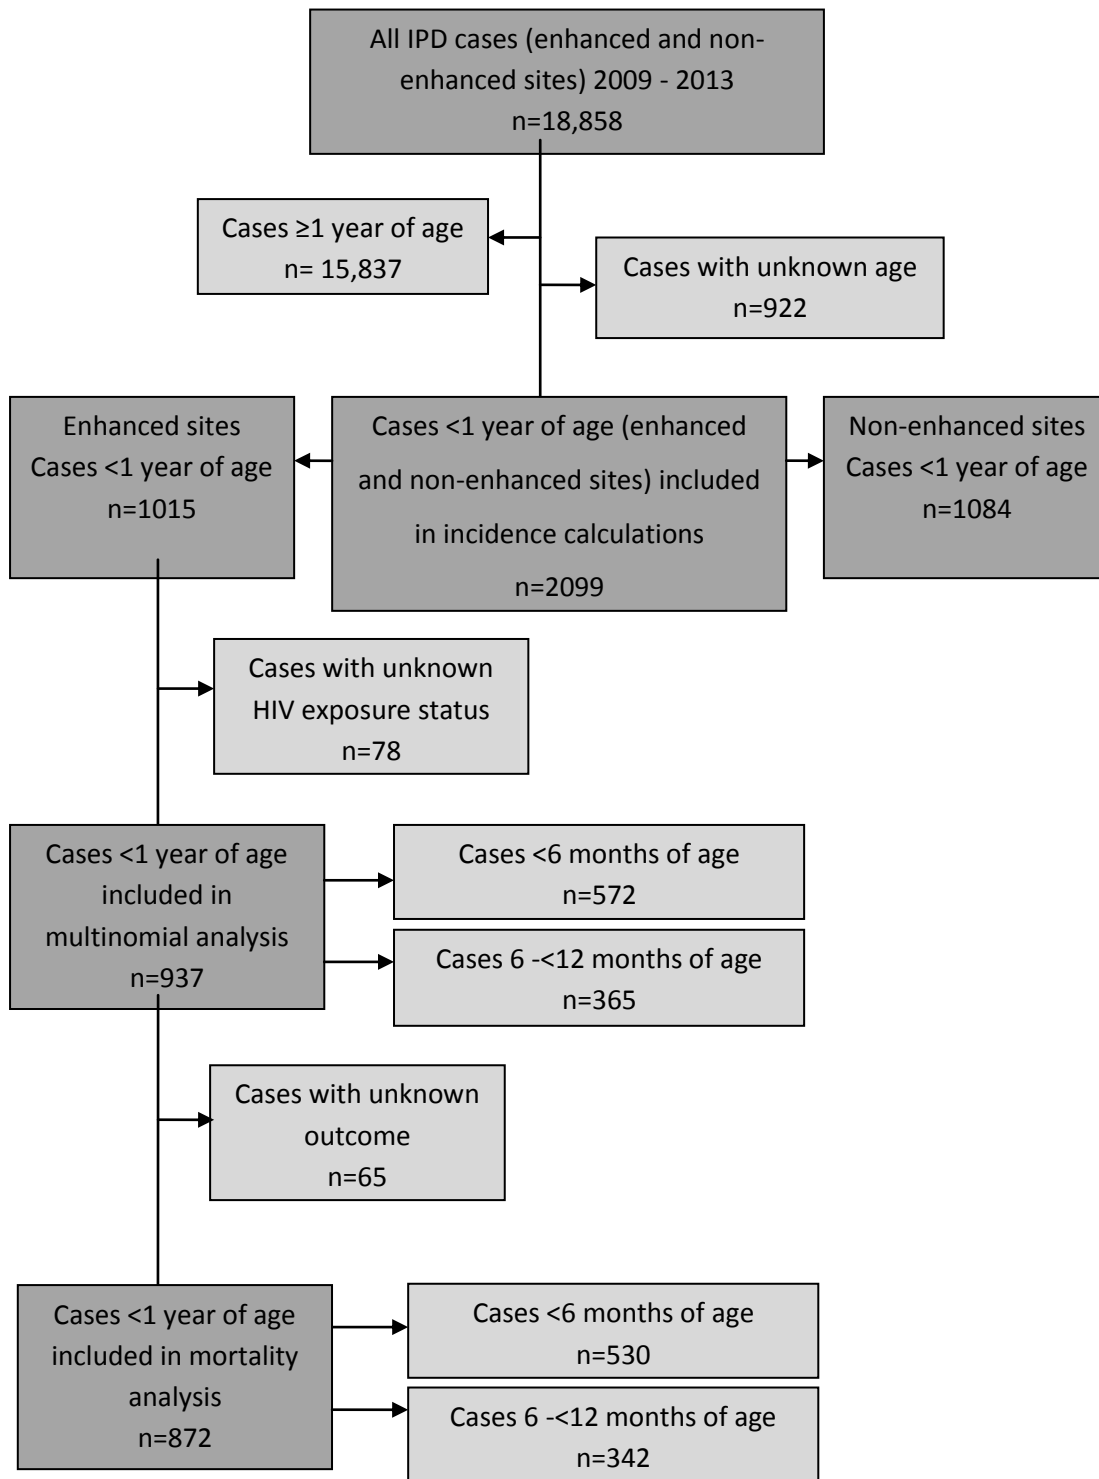 All IPD cases (enhanced and non-
enhanced sites) 2009 - 2013
n=18,858
Cases ≥1 year of age
n= 15,837
Cases with unknown age
n=922
Enhanced sites
Cases <1 year of age
n=1015
Cases <1 year of age (enhanced
and non-enhanced sites) included
in incidence calculations
n=2099
Non-enhanced sites
Cases <1 year of age
n=1084
Cases with unknown
HIV exposure status
n=78
Cases <1 year of age
included in
multinomial analysis
n=937
Cases <6 months of age
n=572
Cases 6 -<12 months of age
n=365
Cases with unknown
outcome
n=65
Cases <1 year of age
included in mortality
analysis
n=872
Cases <6 months of age
n=530
Cases 6 -<12 months of age
n=342